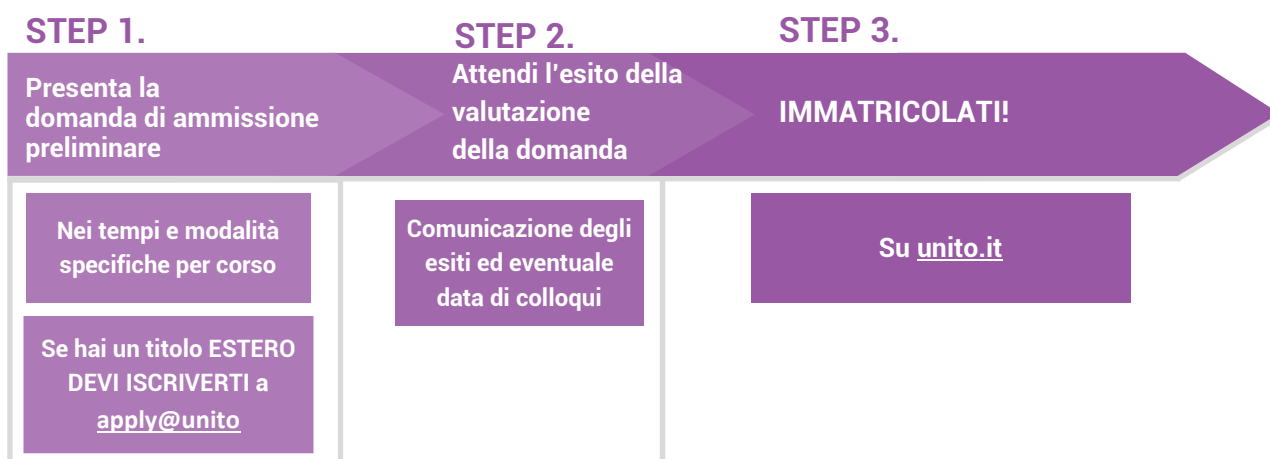 STEP 1.
Presenta la
domanda di ammissione
preliminare
Nei tempi e modalità
specifiche per corso
Se hai un titolo ESTERO
DEVI ISCRIVERTI a
apply@unito
STEP 2.
Attendi l'esito della
valutazione
della domanda
Comunicazione degli
esiti ed eventuale
data di colloqui
STEP 3.
IMMATRICOLATI!
Su unito.it